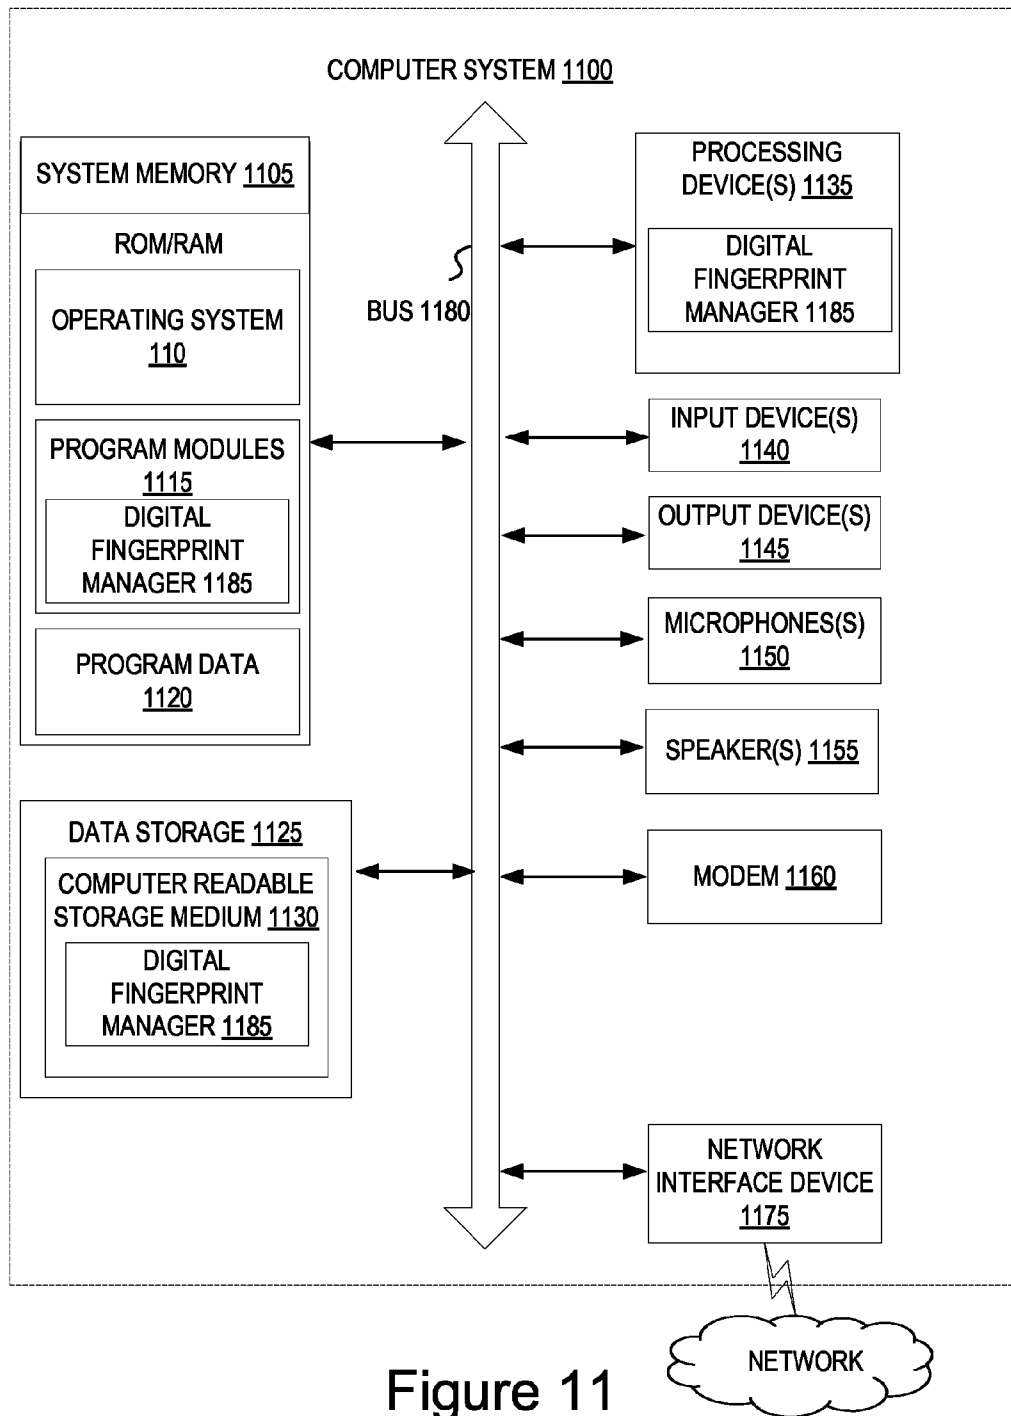 COMPUTER SYSTEM 1100
SYSTEM MEMORY 1105
ROM/RAM
OPERATING SYSTEM
110
PROGRAM MODULES
1115
DIGITAL
FINGERPRINT
MANAGER 1185
PROGRAM DATA
1120
DATA STORAGE 1125
COMPUTER READABLE
STORAGE MEDIUM 1130
DIGITAL
FINGERPRINT
MANAGER 1185
BUS 1180
PROCESSING
DEVICE(S) 1135
DIGITAL
FINGERPRINT
MANAGER 1185
INPUT DEVICE(S)
1140
OUTPUT DEVICE(S)
1145
MICROPHONES(S)
1150
SPEAKER(S) 1155
MODEM 1160
NETWORK
INTERFACE DEVICE
1175
NETWORK
Figure 11